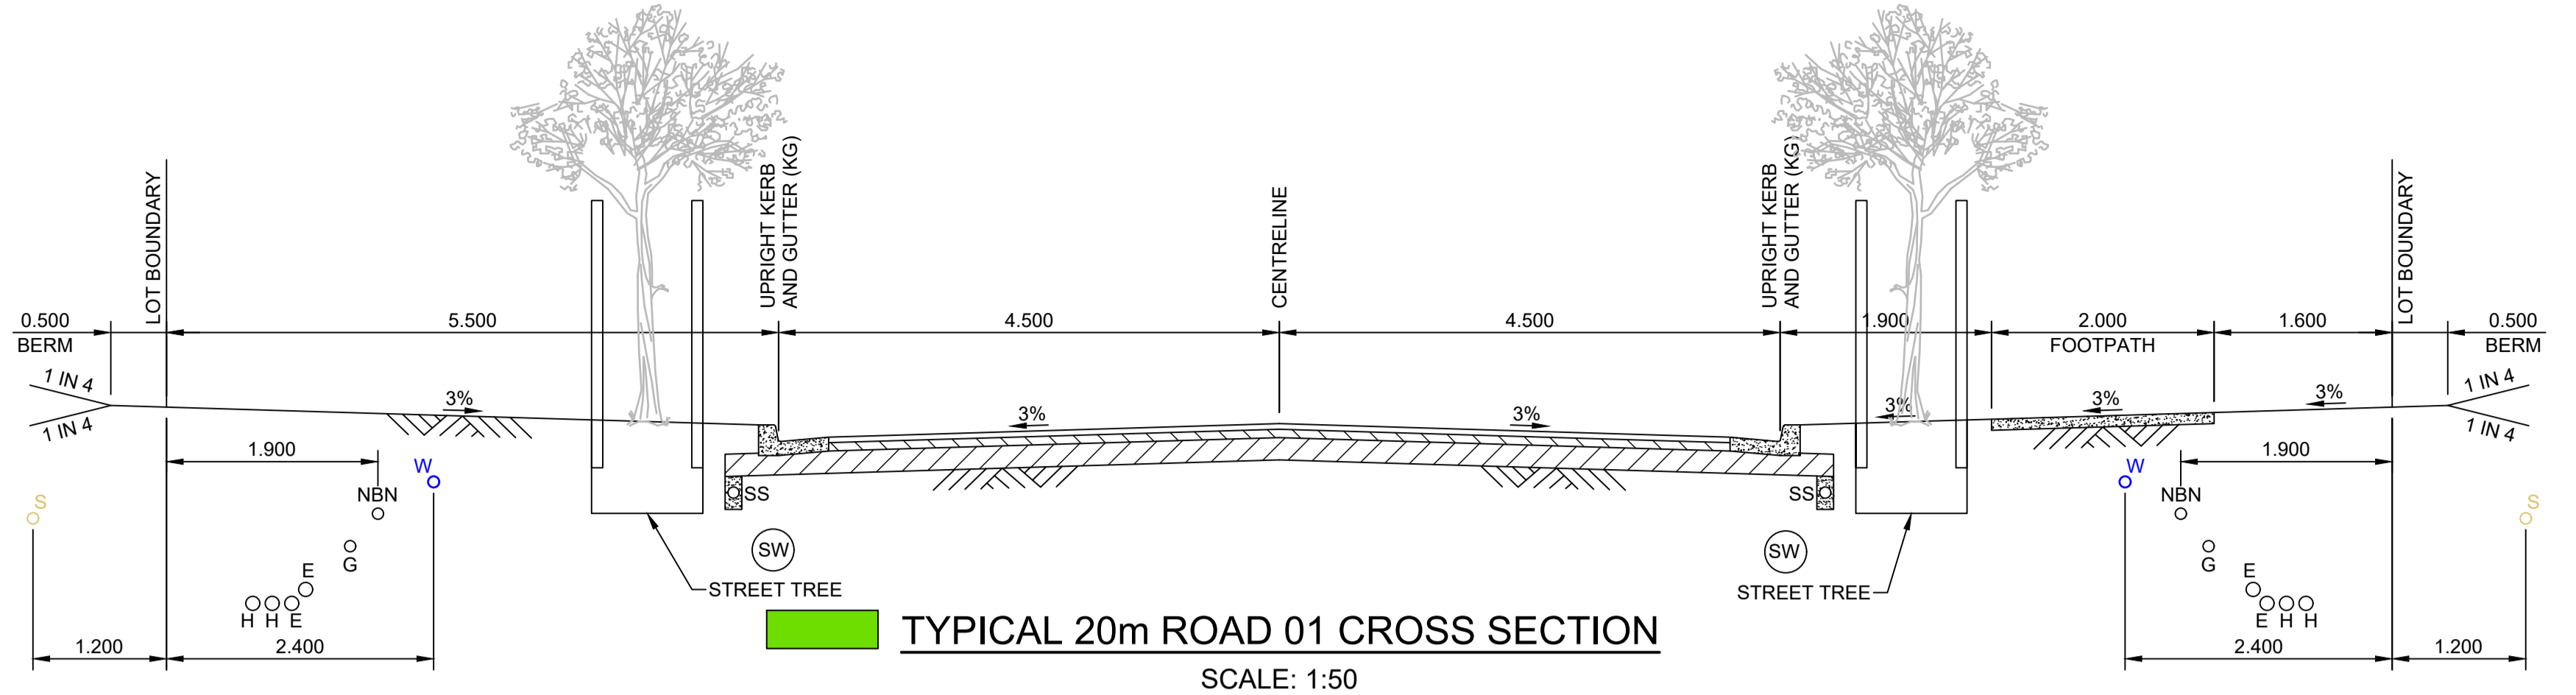 LOT BOUNDARY
UPRIGHT KERB
AND GUTTER (KG)
CENTRELINE
UPRIGHT KERB
AND GUTTER (KG)
LOT BOUNDARY
0.500
BERM
5.500
4.500
4.500
1.900
2.000
FOOTPATH
1.600
0.500
BERM
1 IN 4
1 IN 4
3%
3%
3%
3%
3%
3%
1 IN 4
1 IN 4
1.900
W
NBN
S
G
E
H H E
1.200
2.400
SS
SW
STREET TREE
SS
SW
STREET TREE
1.900
W
NBN
S
G
E
E H H
2.400
1.200
TYPICAL 20m ROAD 01 CROSS SECTION
SCALE: 1:50